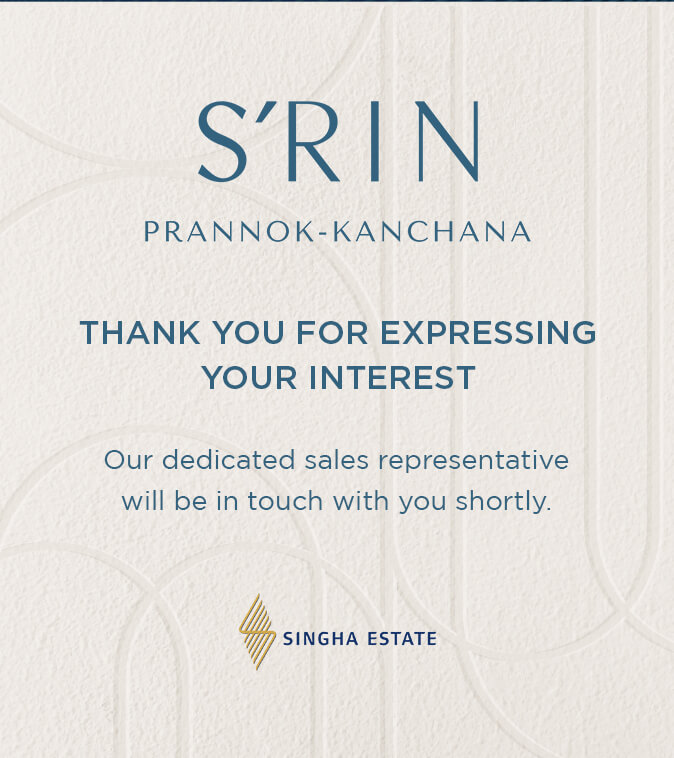 S'RIN
PRANNOK-KANCHANA
THANK YOU FOR EXPRESSING
YOUR INTEREST
Our dedicated sales representative
will be in touch with you shortly.
SINGHA ESTATE